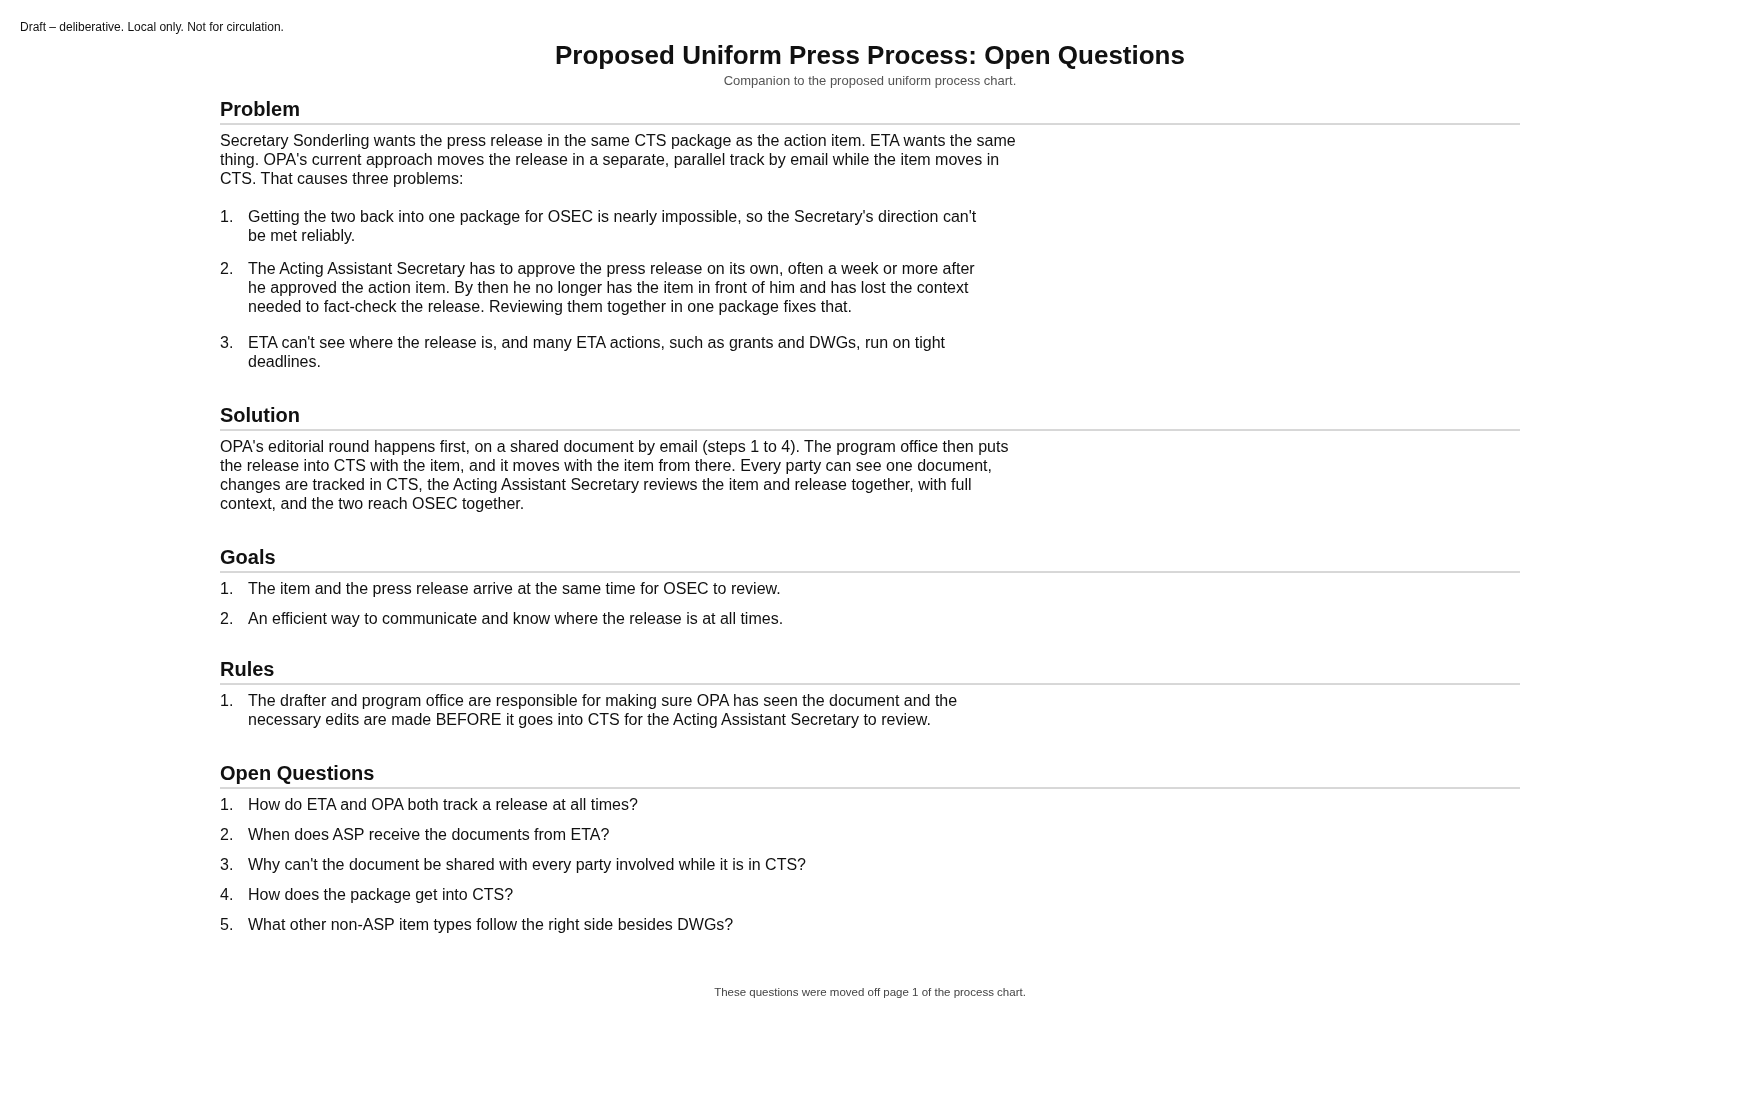 Draft – deliberative. Local only. Not for circulation.
Proposed Uniform Press Process: Open Questions
Companion to the proposed uniform process chart.
Problem
Secretary Sonderling wants the press release in the same CTS package as the action item. ETA wants the same
thing. OPA's current approach moves the release in a separate, parallel track by email while the item moves in
CTS. That causes three problems:
1. Getting the two back into one package for OSEC is nearly impossible, so the Secretary's direction can't
be met reliably.
2. The Acting Assistant Secretary has to approve the press release on its own, often a week or more after
he approved the action item. By then he no longer has the item in front of him and has lost the context
needed to fact-check the release. Reviewing them together in one package fixes that.
3. ETA can't see where the release is, and many ETA actions, such as grants and DWGs, run on tight
deadlines.
Solution
OPA's editorial round happens first, on a shared document by email (steps 1 to 4). The program office then puts
the release into CTS with the item, and it moves with the item from there. Every party can see one document,
changes are tracked in CTS, the Acting Assistant Secretary reviews the item and release together, with full
context, and the two reach OSEC together.
Goals
1. The item and the press release arrive at the same time for OSEC to review.
2. An efficient way to communicate and know where the release is at all times.
Rules
1. The drafter and program office are responsible for making sure OPA has seen the document and the
necessary edits are made BEFORE it goes into CTS for the Acting Assistant Secretary to review.
Open Questions
1. How do ETA and OPA both track a release at all times?
2. When does ASP receive the documents from ETA?
3. Why can't the document be shared with every party involved while it is in CTS?
4. How does the package get into CTS?
5. What other non-ASP item types follow the right side besides DWGs?
These questions were moved off page 1 of the process chart.